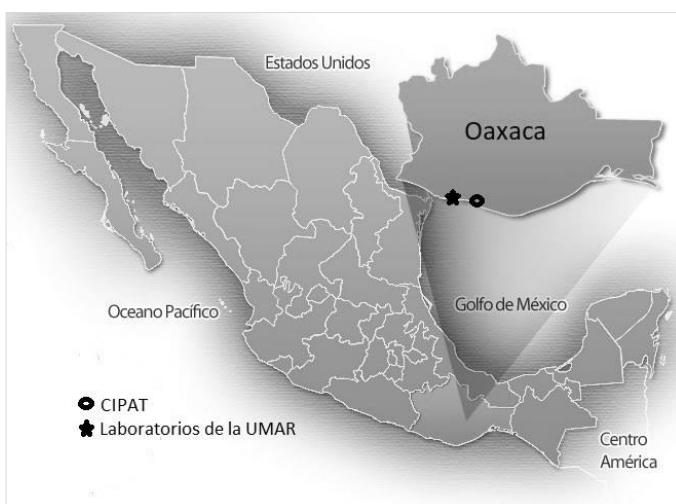 Estados Unidos
Oaxaca
Oceano Pacífico
Golfo de México
CIPAT
Laboratorios de la UMAR
Centro
América